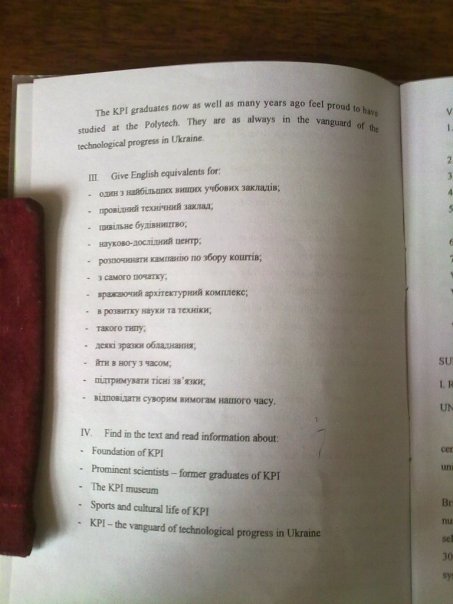 The KPI graduates now as well as many years ago feel proud to have
studied at the Polytech. They are as always in the vanguard of the
technological progress in Ukraine.
III. Give English equivalents for:
- один з найбільших вищих учбових закладів;
- провідний технічний заклад;
- цивільне будівництво;
- науково-дослідний центр;
- розпочинати кампанію по збору коштів;
- з самого початку;
- вражаючий архітектурний комплекс;
- в розвитку науки та техніки;
- такого типу;
- деякі зразки обладнання;
- йти в ногу з часом;
- підтримувати тісні зв'язки;
- відповідати суворим вимогам нашого часу.
IV. Find in the text and read information about:
- Foundation of KPI
- Prominent scientists – former graduates of KPI
- The KPI museum
- Sports and cultural life of KPI
- KPI – the vanguard of technological progress in Ukraine
V
1.
2
3
4
5
6
SU
I. R
UN
cer
Br
30